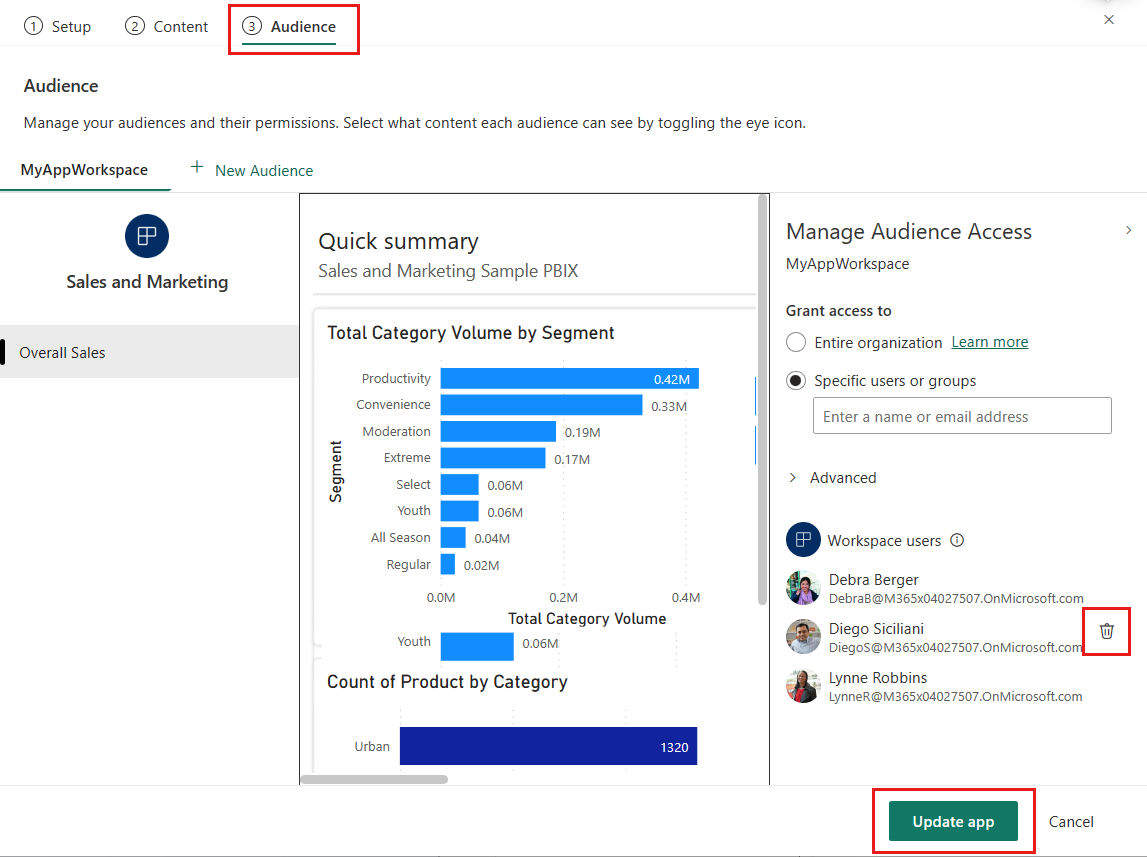 1 Setup
2 Content
3 Audience
Audience
Manage your audiences and their permissions. Select what content each audience can see by toggling the eye icon.
MyAppWorkspace
+ New Audience
Sales and Marketing
Overall Sales
Quick summary
Sales and Marketing Sample PBIX
Total Category Volume by Segment
Segment
Productivity 0.42M
Convenience 0.33M
Moderation 0.19M
Extreme 0.17M
Select 0.06M
Youth 0.06M
All Season 0.04M
Regular 0.02M
0.0M 0.2M 0.4M
Total Category Volume
Youth 0.06M
Count of Product by Category
Urban 1320
Manage Audience Access
MyAppWorkspace
Grant access to
Entire organization Learn more
Specific users or groups
Enter a name or email address
Advanced
Workspace users
Debra Berger
DebraB@M365x04027507.OnMicrosoft.com
Diego Siciliani
DiegoS@M365x04027507.OnMicrosoft.com
Lynne Robbins
LynneR@M365x04027507.OnMicrosoft.com
Update app
Cancel